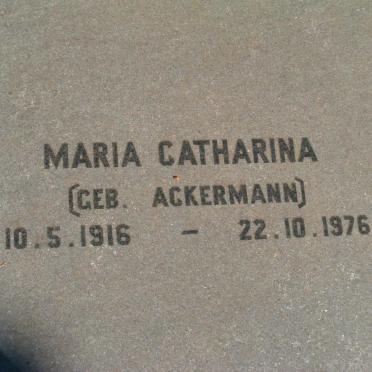 MARIA CATHARINA
(GEB. ACKERMANN)
10.5.1916 – 22.10.1976